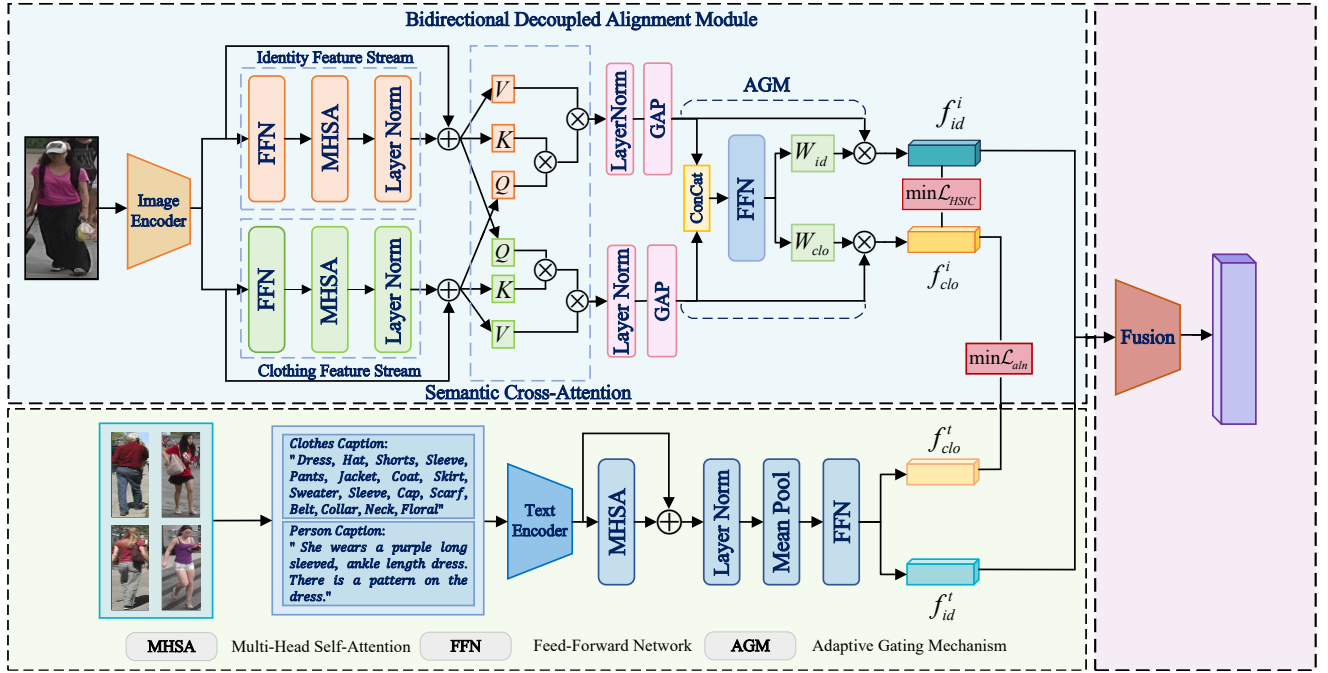 Bidirectional Decoupled Alignment Module
Identity Feature Stream
FFN
MHSA
Layer Norm
Image
Encoder
FFN
MHSA
Layer Norm
Clothing Feature Stream
V
K
Q
Q
K
V
Semantic Cross-Attention
LayerNorm
GAP
Layer Norm
GAP
AGM
ConCat
FFN
W_id
W_clo
f_id^i
min ℒ_HSIC
f_clo^i
min ℒ_aln
Fusion
Clothes Caption:
" Dress, Hat, Shorts, Sleeve,
Pants, Jacket, Coat, Skirt,
Sweater, Sleeve, Cap, Scarf,
Belt, Collar, Neck, Floral"
Person Caption:
" She wears a purple long
sleeved, ankle length dress.
There is a pattern on the
dress."
Text
Encoder
MHSA
Layer Norm
Mean Pool
FFN
f_clo^t
f_id^t
MHSA Multi-Head Self-Attention FFN Feed-Forward Network AGM Adaptive Gating Mechanism